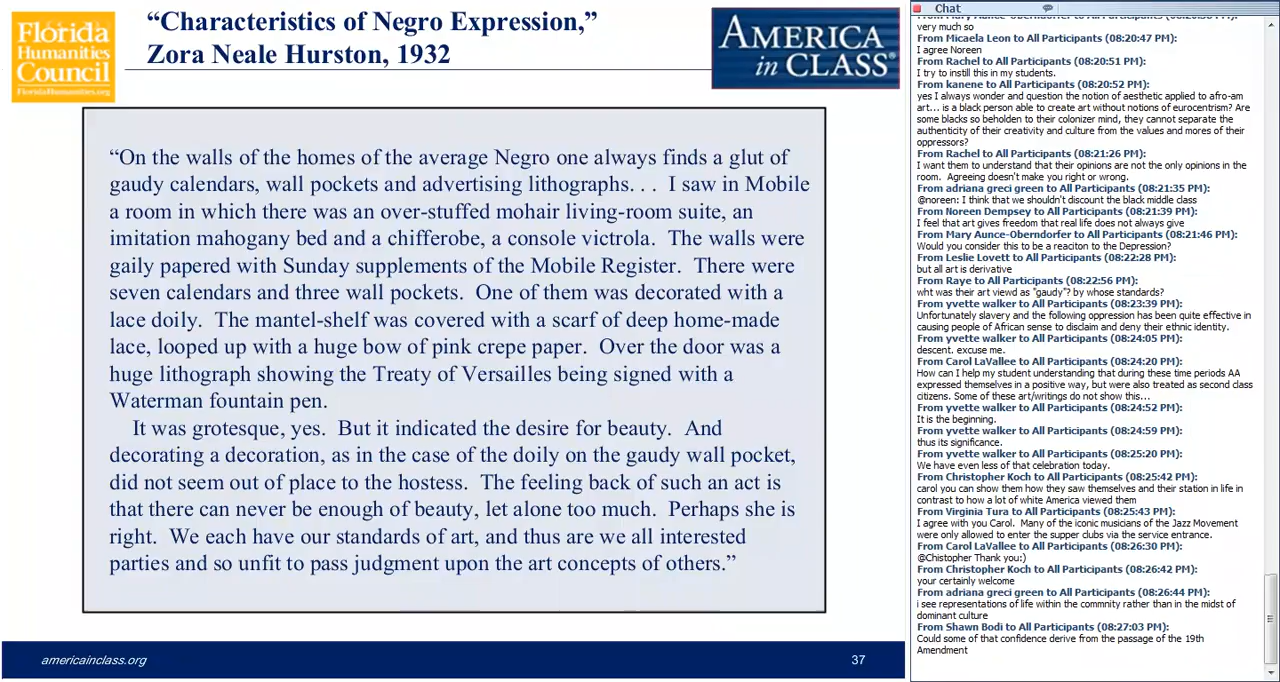 Florida
Humanities
Council
FloridaHumanities.org
“Characteristics of Negro Expression,”
Zora Neale Hurston, 1932
AMERICA
in CLASS®
“On the walls of the homes of the average Negro one always finds a glut of
gaudy calendars, wall pockets and advertising lithographs. . .  I saw in Mobile
a room in which there was an over-stuffed mohair living-room suite, an
imitation mahogany bed and a chifferobe, a console victrola.  The walls were
gaily papered with Sunday supplements of the Mobile Register.  There were
seven calendars and three wall pockets.  One of them was decorated with a
lace doily.  The mantel-shelf was covered with a scarf of deep home-made
lace, looped up with a huge bow of pink crepe paper.  Over the door was a
huge lithograph showing the Treaty of Versailles being signed with a
Waterman fountain pen.
It was grotesque, yes.  But it indicated the desire for beauty.  And
decorating a decoration, as in the case of the doily on the gaudy wall pocket,
did not seem out of place to the hostess.  The feeling back of such an act is
that there can never be enough of beauty, let alone too much.  Perhaps she is
right.  We each have our standards of art, and thus are we all interested
parties and so unfit to pass judgment upon the art concepts of others.”
americainclass.org
37
Chat
very much so
From Micaela Leon to All Participants (08:20:47 PM):
I agree Noreen
From Rachel to All Participants (08:20:51 PM):
I try to instill this in my students.
From kanene to All Participants (08:20:52 PM):
yes I always wonder and question the notion of aesthetic applied to afro-am
art... is a black person able to create art without notions of eurocentrism? Are
some blacks so beholden to their colonizer mind, they cannot separate the
authenticity of their creativity and culture from the values and mores of their
oppressors?
From Rachel to All Participants (08:21:26 PM):
I want them to understand that their opinions are not the only opinions in the
room.  Agreeing doesn't make you right or wrong.
From adriana greci green to All Participants (08:21:35 PM):
@noreen: I think that we shouldn't discount the black middle class
From Noreen Dempsey to All Participants (08:21:39 PM):
I feel that art gives freedom that real life does not always give
From Mary Aunce-Oberndorfer to All Participants (08:21:46 PM):
Would you consider this to be a reaciton to the Depression?
From Leslie Lovett to All Participants (08:22:28 PM):
but all art is derivative
From Raye to All Participants (08:22:56 PM):
wht was their art viewd as "gaudy"? by whose standards?
From yvette walker to All Participants (08:23:39 PM):
Unfortunately slavery and the following oppression has been quite effective in
causing people of African sense to disclaim and deny their ethnic identity.
From yvette walker to All Participants (08:24:05 PM):
descent. excuse me.
From Carol LaVallee to All Participants (08:24:20 PM):
How can I help my student understanding that during these time periods AA
expressed themselves in a positive way, but were also treated as second class
citizens. Some of these art/writings do not show this...
From yvette walker to All Participants (08:24:52 PM):
It is the beginning.
From yvette walker to All Participants (08:24:59 PM):
thus its significance.
From yvette walker to All Participants (08:25:20 PM):
We have even less of that celebration today.
From Christopher Koch to All Participants (08:25:42 PM):
carol you can show them how they saw themselves and their station in life in
contrast to how a lot of white America viewed them
From Virginia Tura to All Participants (08:25:43 PM):
I agree with you Carol.  Many of the iconic musicians of the Jazz Movement
were only allowed to enter the supper clubs via the service entrance.
From Carol LaVallee to All Participants (08:26:30 PM):
@Chistopher Thank you:)
From Christopher Koch to All Participants (08:26:42 PM):
your certainly welcome
From adriana greci green to All Participants (08:26:44 PM):
i see representations of life within the commnity rather than in the midst of
dominant culture
From Shawn Bodi to All Participants (08:27:03 PM):
Could some of that confidence derive from the passage of the 19th
Amendment